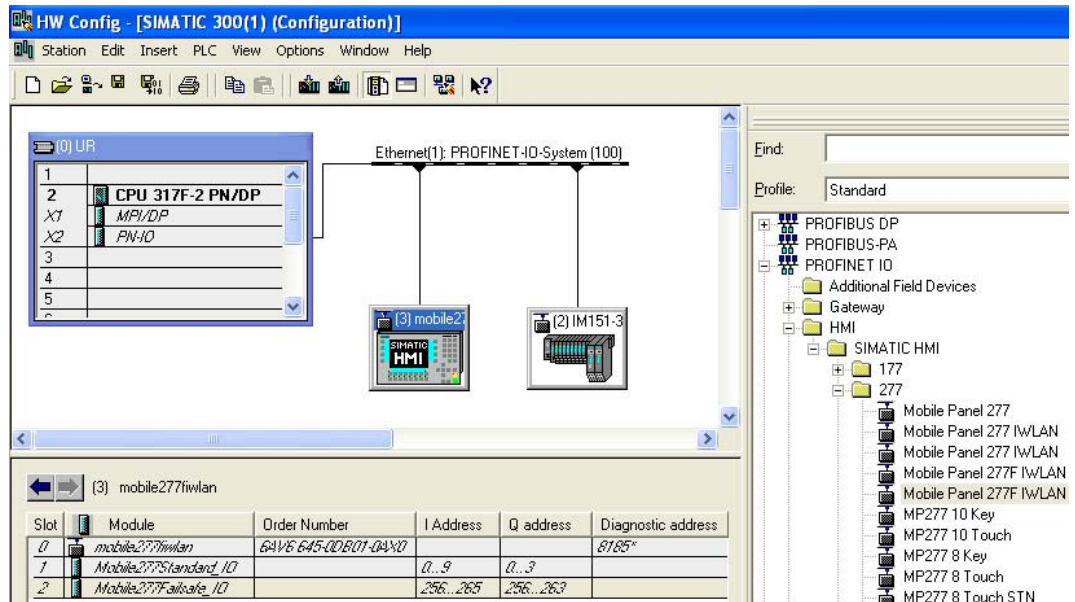 HW Config - [SIMATIC 300(1) (Configuration)]
Station Edit Insert PLC View Options Window Help
(0) UR
1
2 CPU 317F-2 PN/DP
X1 MPI/DP
X2 PN-IO
3
4
5
Ethernet(1): PROFINET-IO-System (100)
(3) mobile2
SIMATIC
HMI
(2) IM151-3
Find:
Profile: Standard
PROFIBUS DP
PROFIBUS-PA
PROFINET IO
Additional Field Devices
Gateway
HMI
SIMATIC HMI
177
277
Mobile Panel 277
Mobile Panel 277 IWLAN
Mobile Panel 277 IWLAN
Mobile Panel 277F IWLAN
Mobile Panel 277F IWLAN
MP277 10 Key
MP277 10 Touch
MP277 8 Key
MP277 8 Touch
MP277 8 Touch STN
(3) mobile277fiwlan
Slot Module Order Number I Address Q address Diagnostic address
0 mobile277fiwlan 6AV6 645-0DB01-0AX0 8185*
1 Mobile277Standard_IO 0...9 0...3
2 Mobile277Failsafe_IO 256...265 256...263